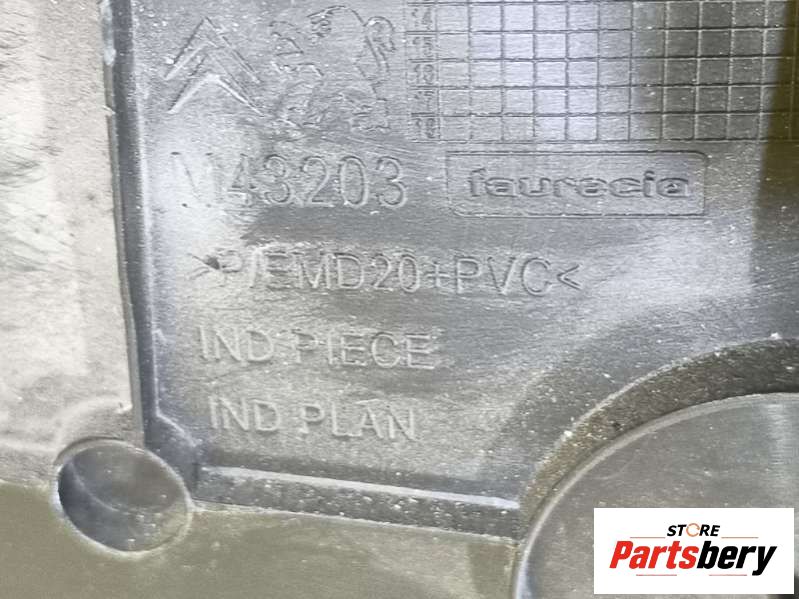 14
15
16
17
18
M43203
faurecia
>P/EMD20+PVC<
IND PIECE
IND PLAN
STORE
Partsbery